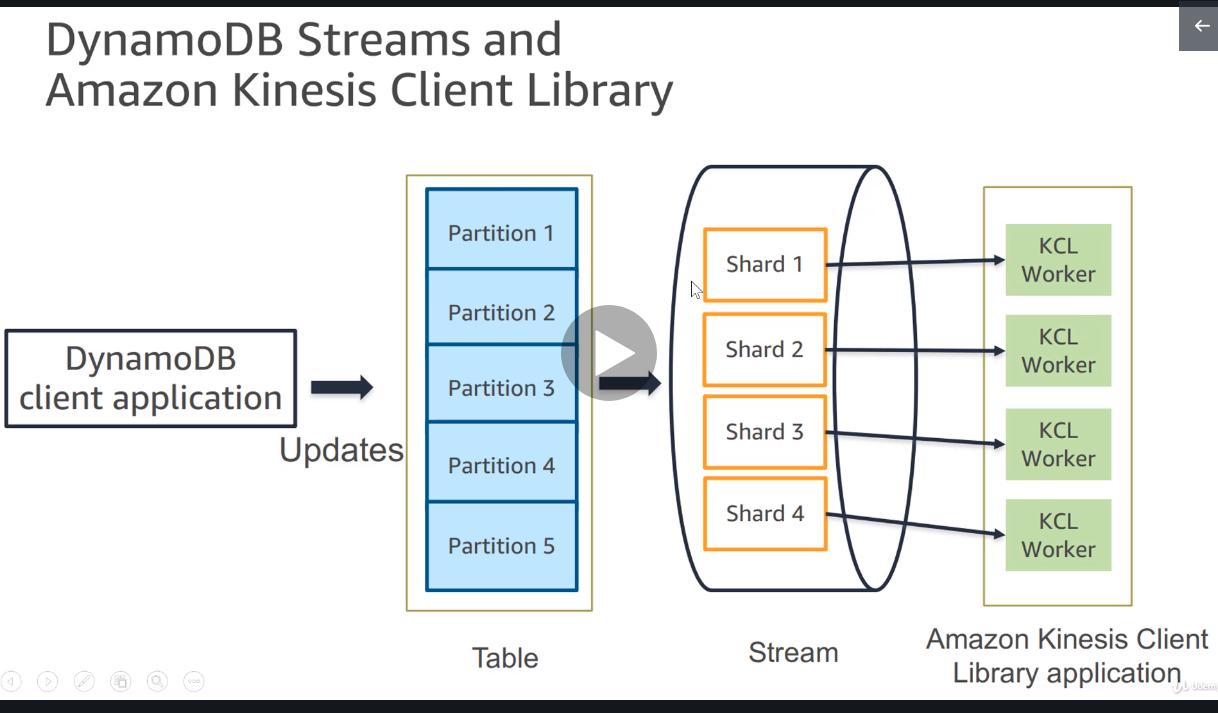 DynamoDB Streams and
Amazon Kinesis Client Library
DynamoDB
client application
Updates
Partition 1
Partition 2
Partition 3
Partition 4
Partition 5
Table
Shard 1
Shard 2
Shard 3
Shard 4
Stream
KCL
Worker
KCL
Worker
KCL
Worker
KCL
Worker
Amazon Kinesis Client
Library application
Udemy